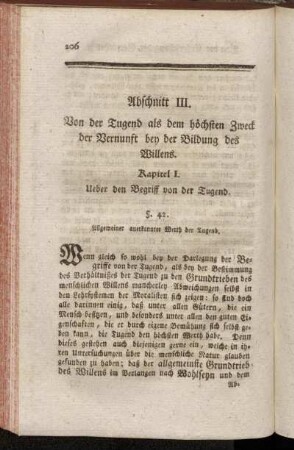 206
Abschnitt III.
Von der Tugend als dem höchsten Zweck
der Vernunft bey der Bildung des
Willens.
Kapitel I.
Ueber den Begriff von der Tugend.
§. 42.
Allgemeiner anerkannter Werth der Tugend.
Wenn gleich so wohl bey der Darlegung der Be-
griffe von der Tugend, als bey der Bestimmung
des Verhältnißes der Tugend zu den Grundtrieben des
menschlichen Willens mancherley Abweichungen selbst in
den Lehrsystemen der Moralisten sich zeigen: so sind doch
alle darinnen einig, daß unter allen Gütern, die ein
Mensch besitzen, und besonders unter allen den guten Ei-
genschaften, die er durch eigene Bemühung sich selbst ge-
ben kann, die Tugend den höchsten Werth habe. Denn
dieses gestehen auch diejenigen gerne ein, welche in ih-
ren Untersuchungen über die menschliche Natur glauben
gefunden zu haben; daß der allgemeinste Grundtrieb
des Willens im Verlangen nach Wohlseyn und dem
Ab-